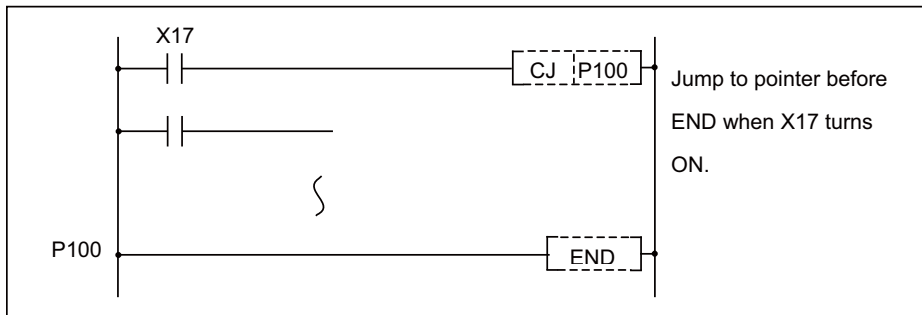 X17
CJ P100
Jump to pointer before
END when X17 turns
ON.
P100
END